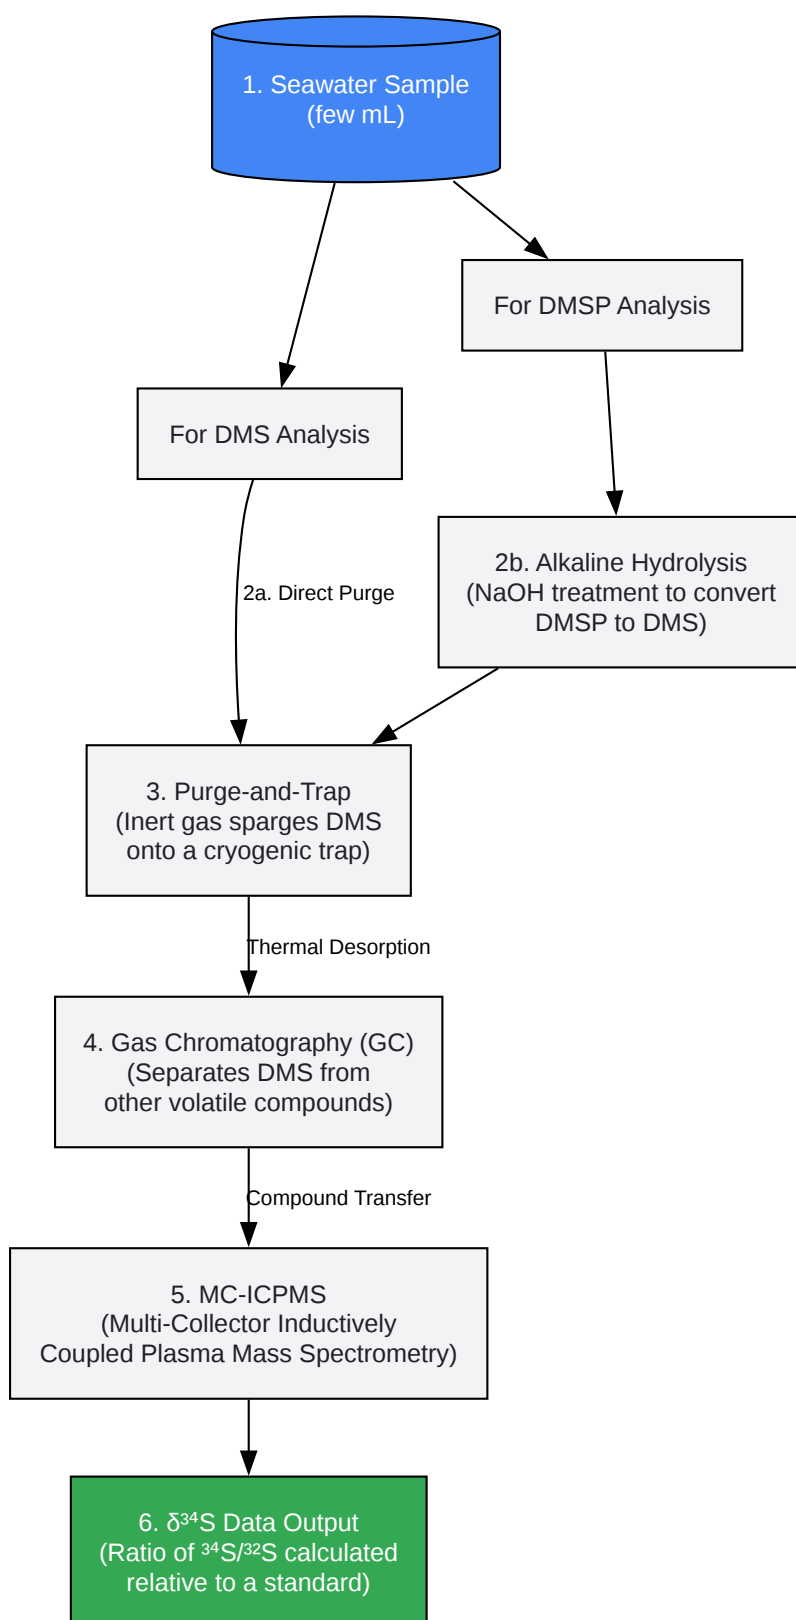 1. Seawater Sample
(few mL)
For DMSP Analysis
For DMS Analysis
2b. Alkaline Hydrolysis
(NaOH treatment to convert
DMSP to DMS)
2a. Direct Purge
3. Purge-and-Trap
(Inert gas sparges DMS
onto a cryogenic trap)
Thermal Desorption
4. Gas Chromatography (GC)
(Separates DMS from
other volatile compounds)
Compound Transfer
5. MC-ICPMS
(Multi-Collector Inductively
Coupled Plasma Mass Spectrometry)
6. δ³⁴S Data Output
(Ratio of ³⁴S/³²S calculated
relative to a standard)